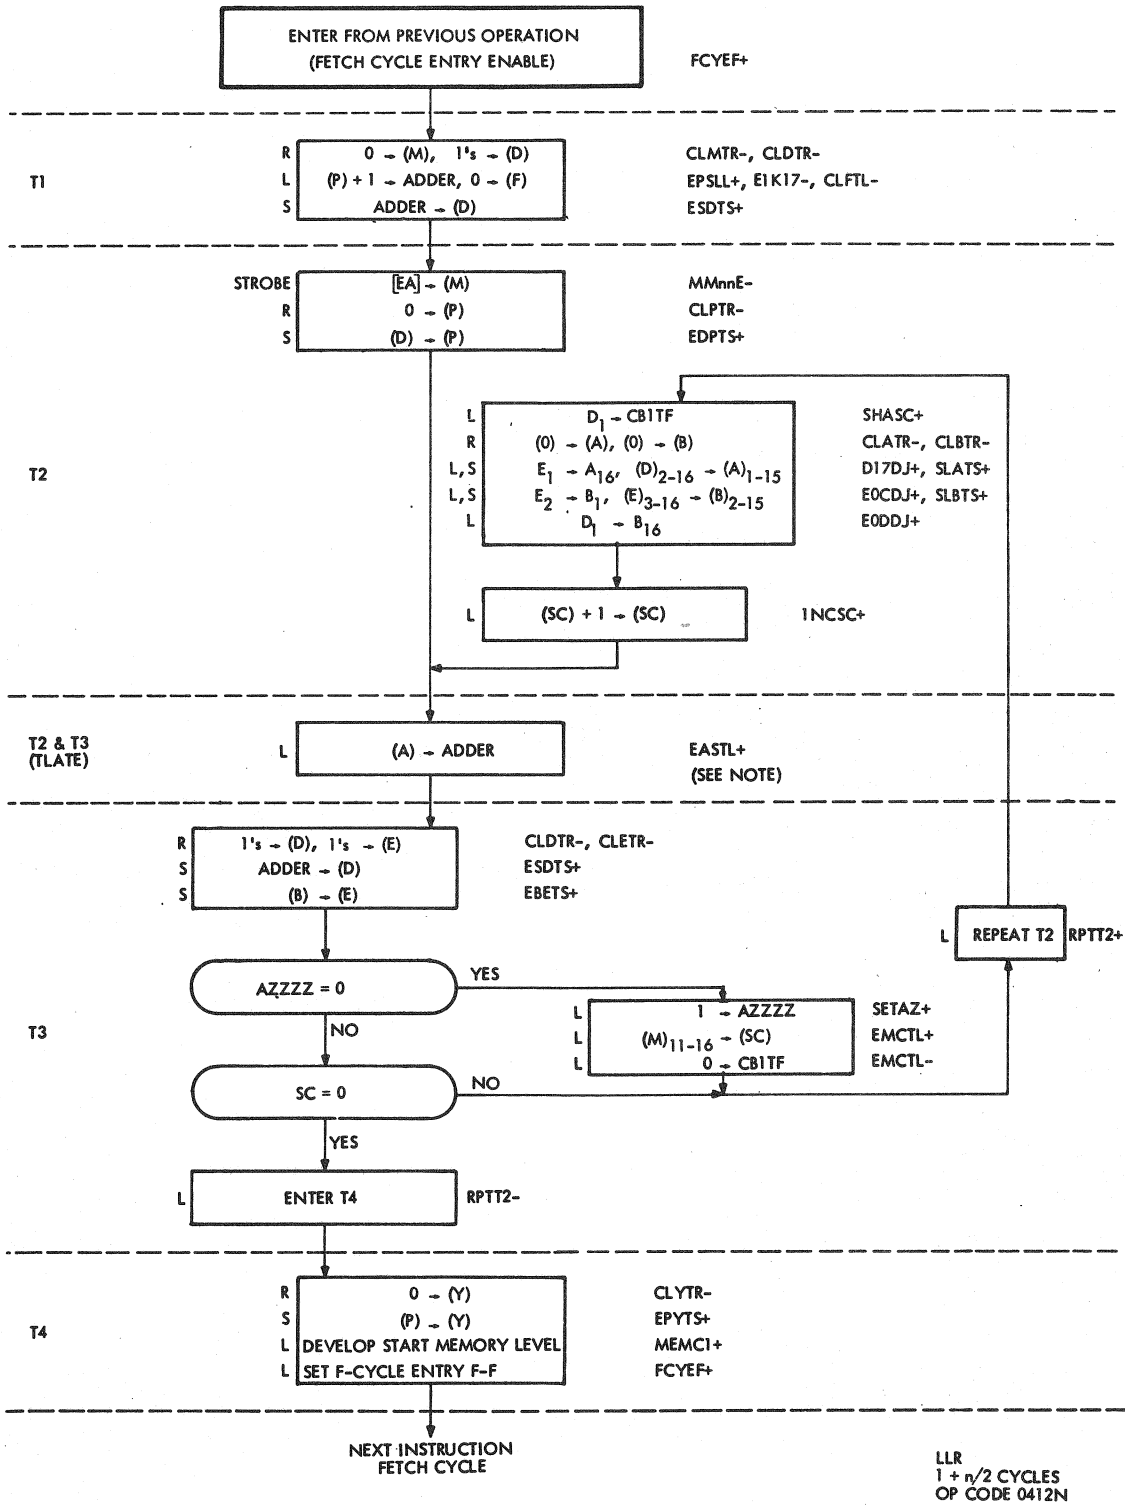 ENTER FROM PREVIOUS OPERATION
(FETCH CYCLE ENTRY ENABLE) FCYEF+
R 0 → (M), 1's → (D) CLMTR-, CLDTR-
T1 L (P) + 1 → ADDER, 0 → (F) EPSLL+, E1K17-, CLFTL-
S ADDER → (D) ESDTS+
STROBE [EA] → (M) MMnnE-
R 0 → (P) CLPTR-
S (D) → (P) EDPTS+
L D1 → CB1TF SHASC+
R (0) → (A), (0) → (B) CLATR-, CLBTR-
T2 L,S E1 → A16, (D)2-16 → (A)1-15 D17DJ+, SLATS+
L,S E2 → B1, (E)3-16 → (B)2-15 E0CDJ+, SLBTS+
L D1 → B16 E0DDJ+
L (SC) + 1 → (SC) 1NCSC+
T2 & T3
(TLATE) L (A) → ADDER EASTL+
(SEE NOTE)
R 1's → (D), 1's → (E) CLDTR-, CLETR-
S ADDER → (D) ESDTS+
S (B) → (E) EBETS+
L REPEAT T2 RPTT2+
AZZZZ = 0 YES
L 1 → AZZZZ SETAZ+
T3 NO L (M)11-16 → (SC) EMCTL+
L 0 → CB1TF EMCTL-
SC = 0 NO
YES
L ENTER T4 RPTT2-
R 0 → (Y) CLYTR-
S (P) → (Y) EPYTS+
T4 L DEVELOP START MEMORY LEVEL MEMC1+
L SET F-CYCLE ENTRY F-F FCYEF+
NEXT INSTRUCTION
FETCH CYCLE
LLR
1 + n/2 CYCLES
OP CODE 0412N